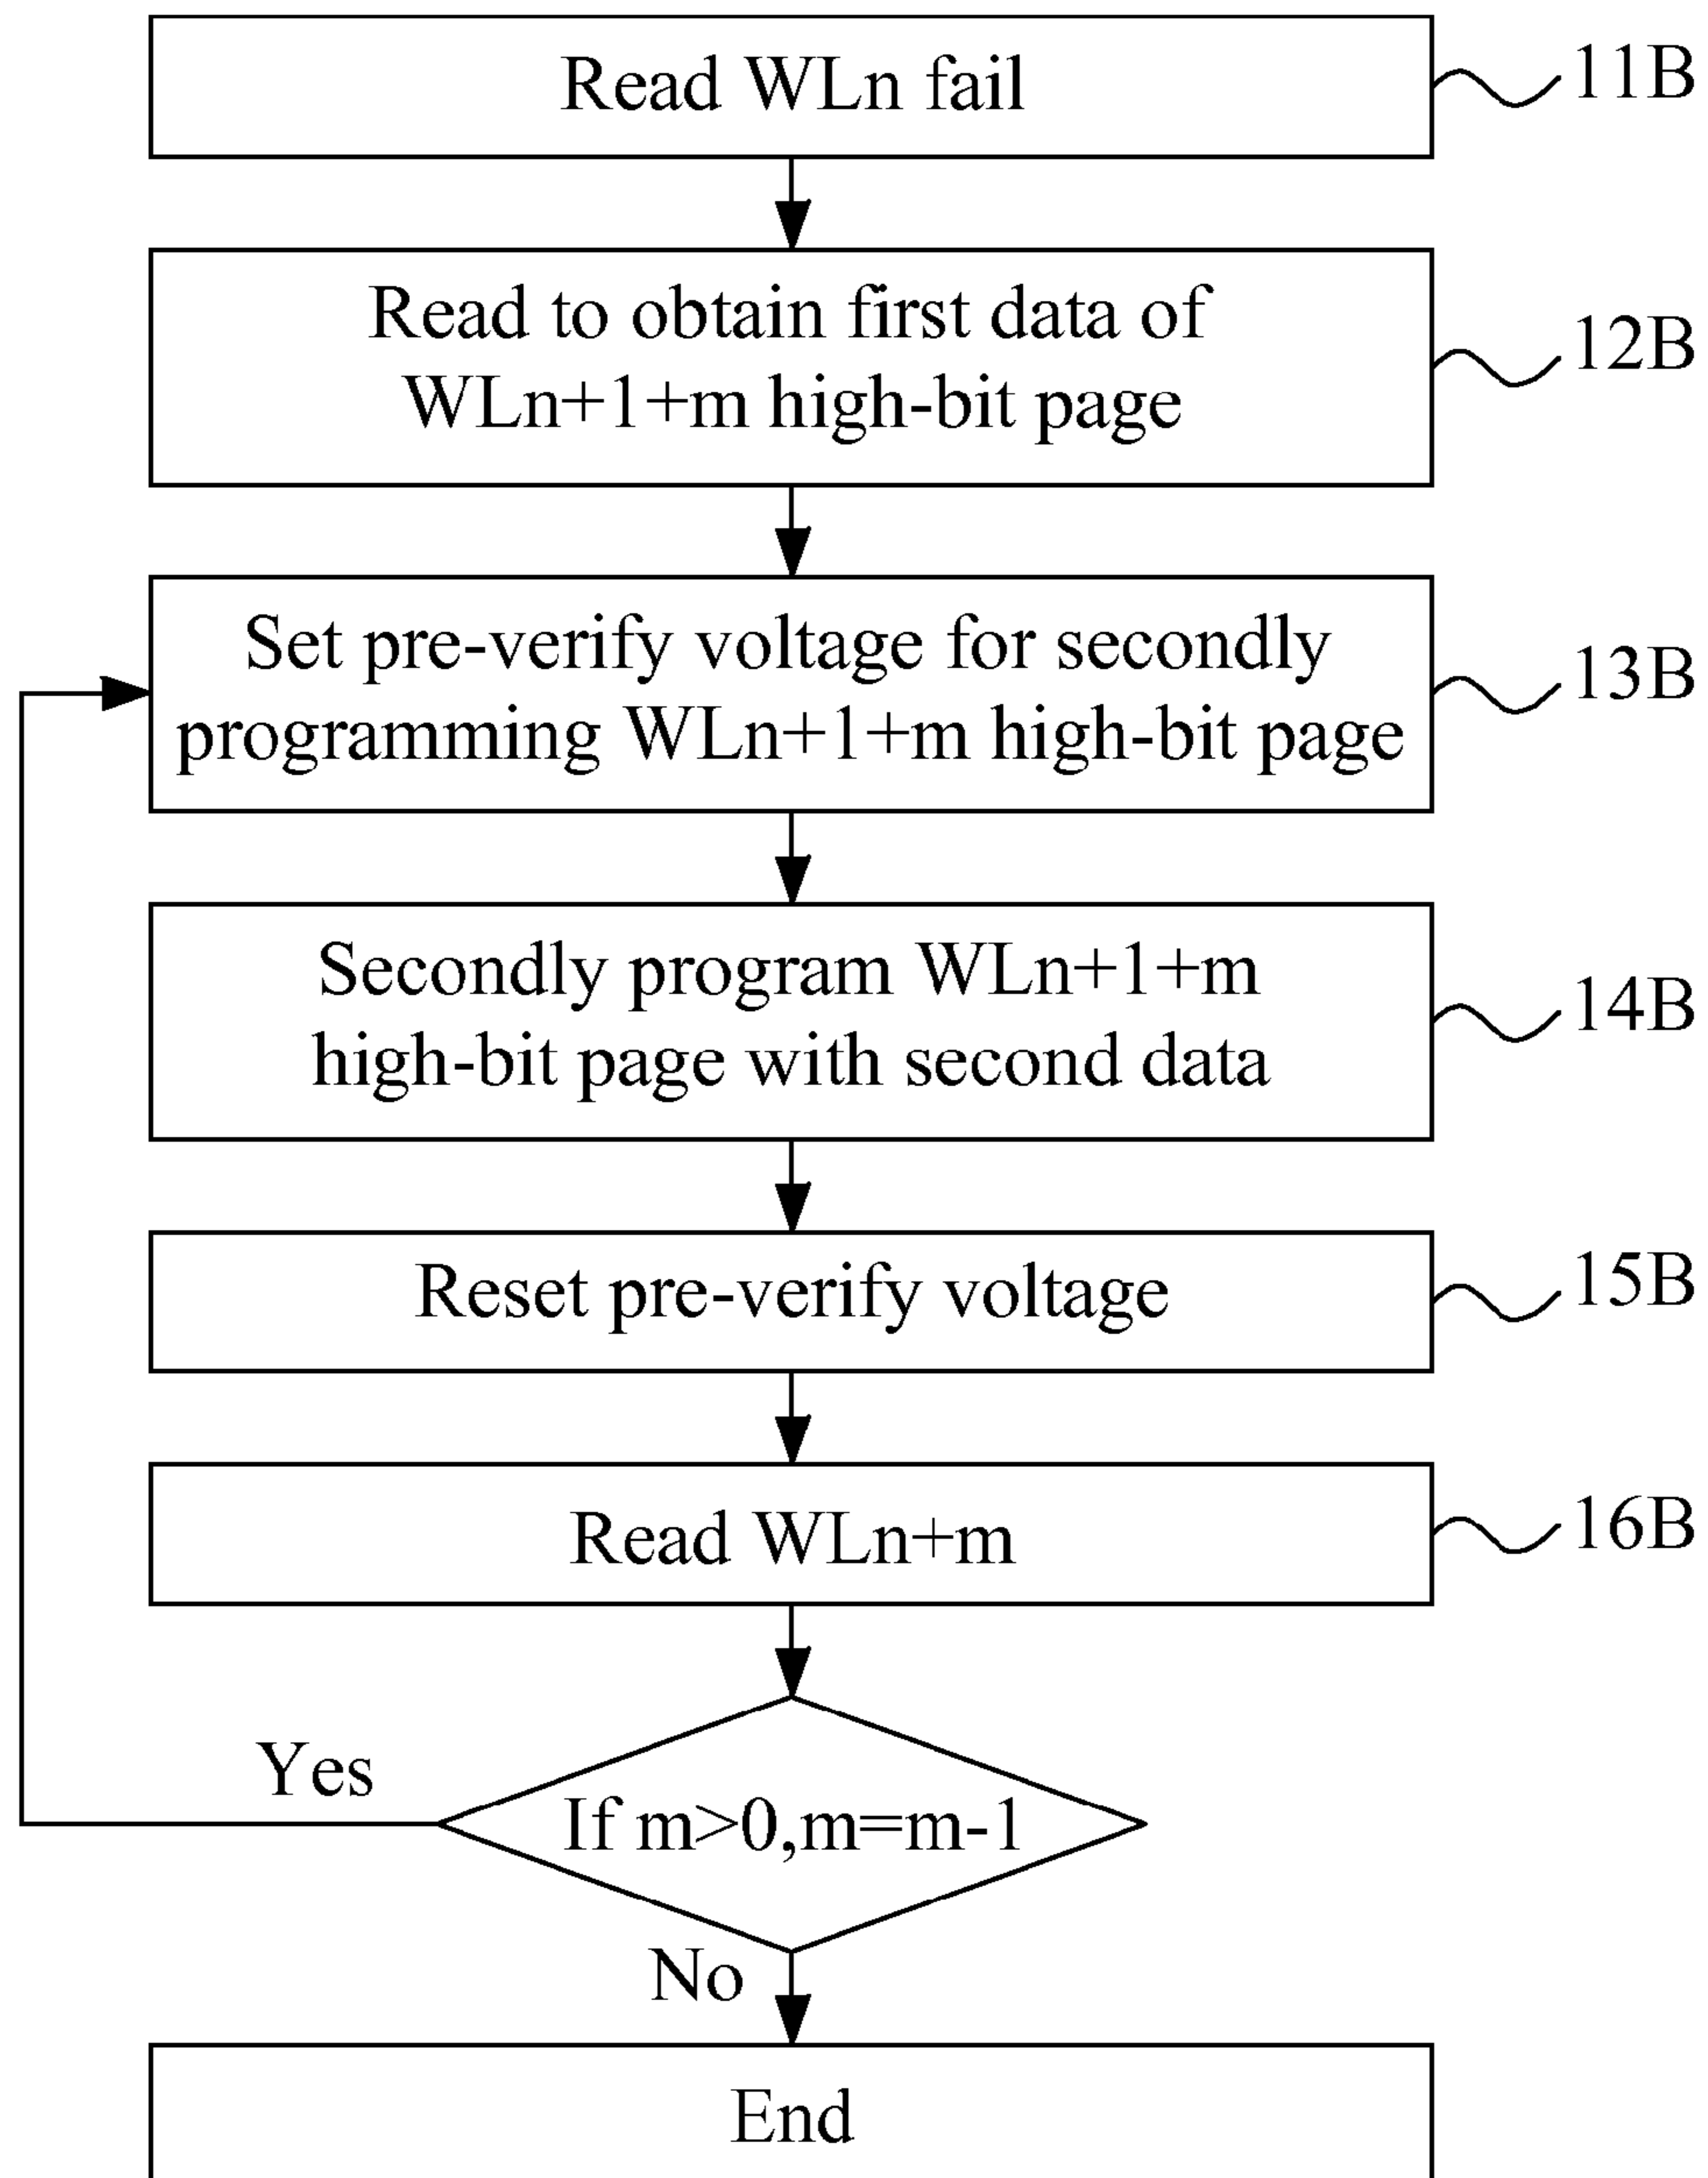 Read WLn fail
11B
Read to obtain first data of
WLn+1+m high-bit page
12B
Set pre-verify voltage for secondly
programming WLn+1+m high-bit page
13B
Secondly program WLn+1+m
high-bit page with second data
14B
Reset pre-verify voltage
15B
Read WLn+m
16B
Yes
If m>0,m=m-1
No
End